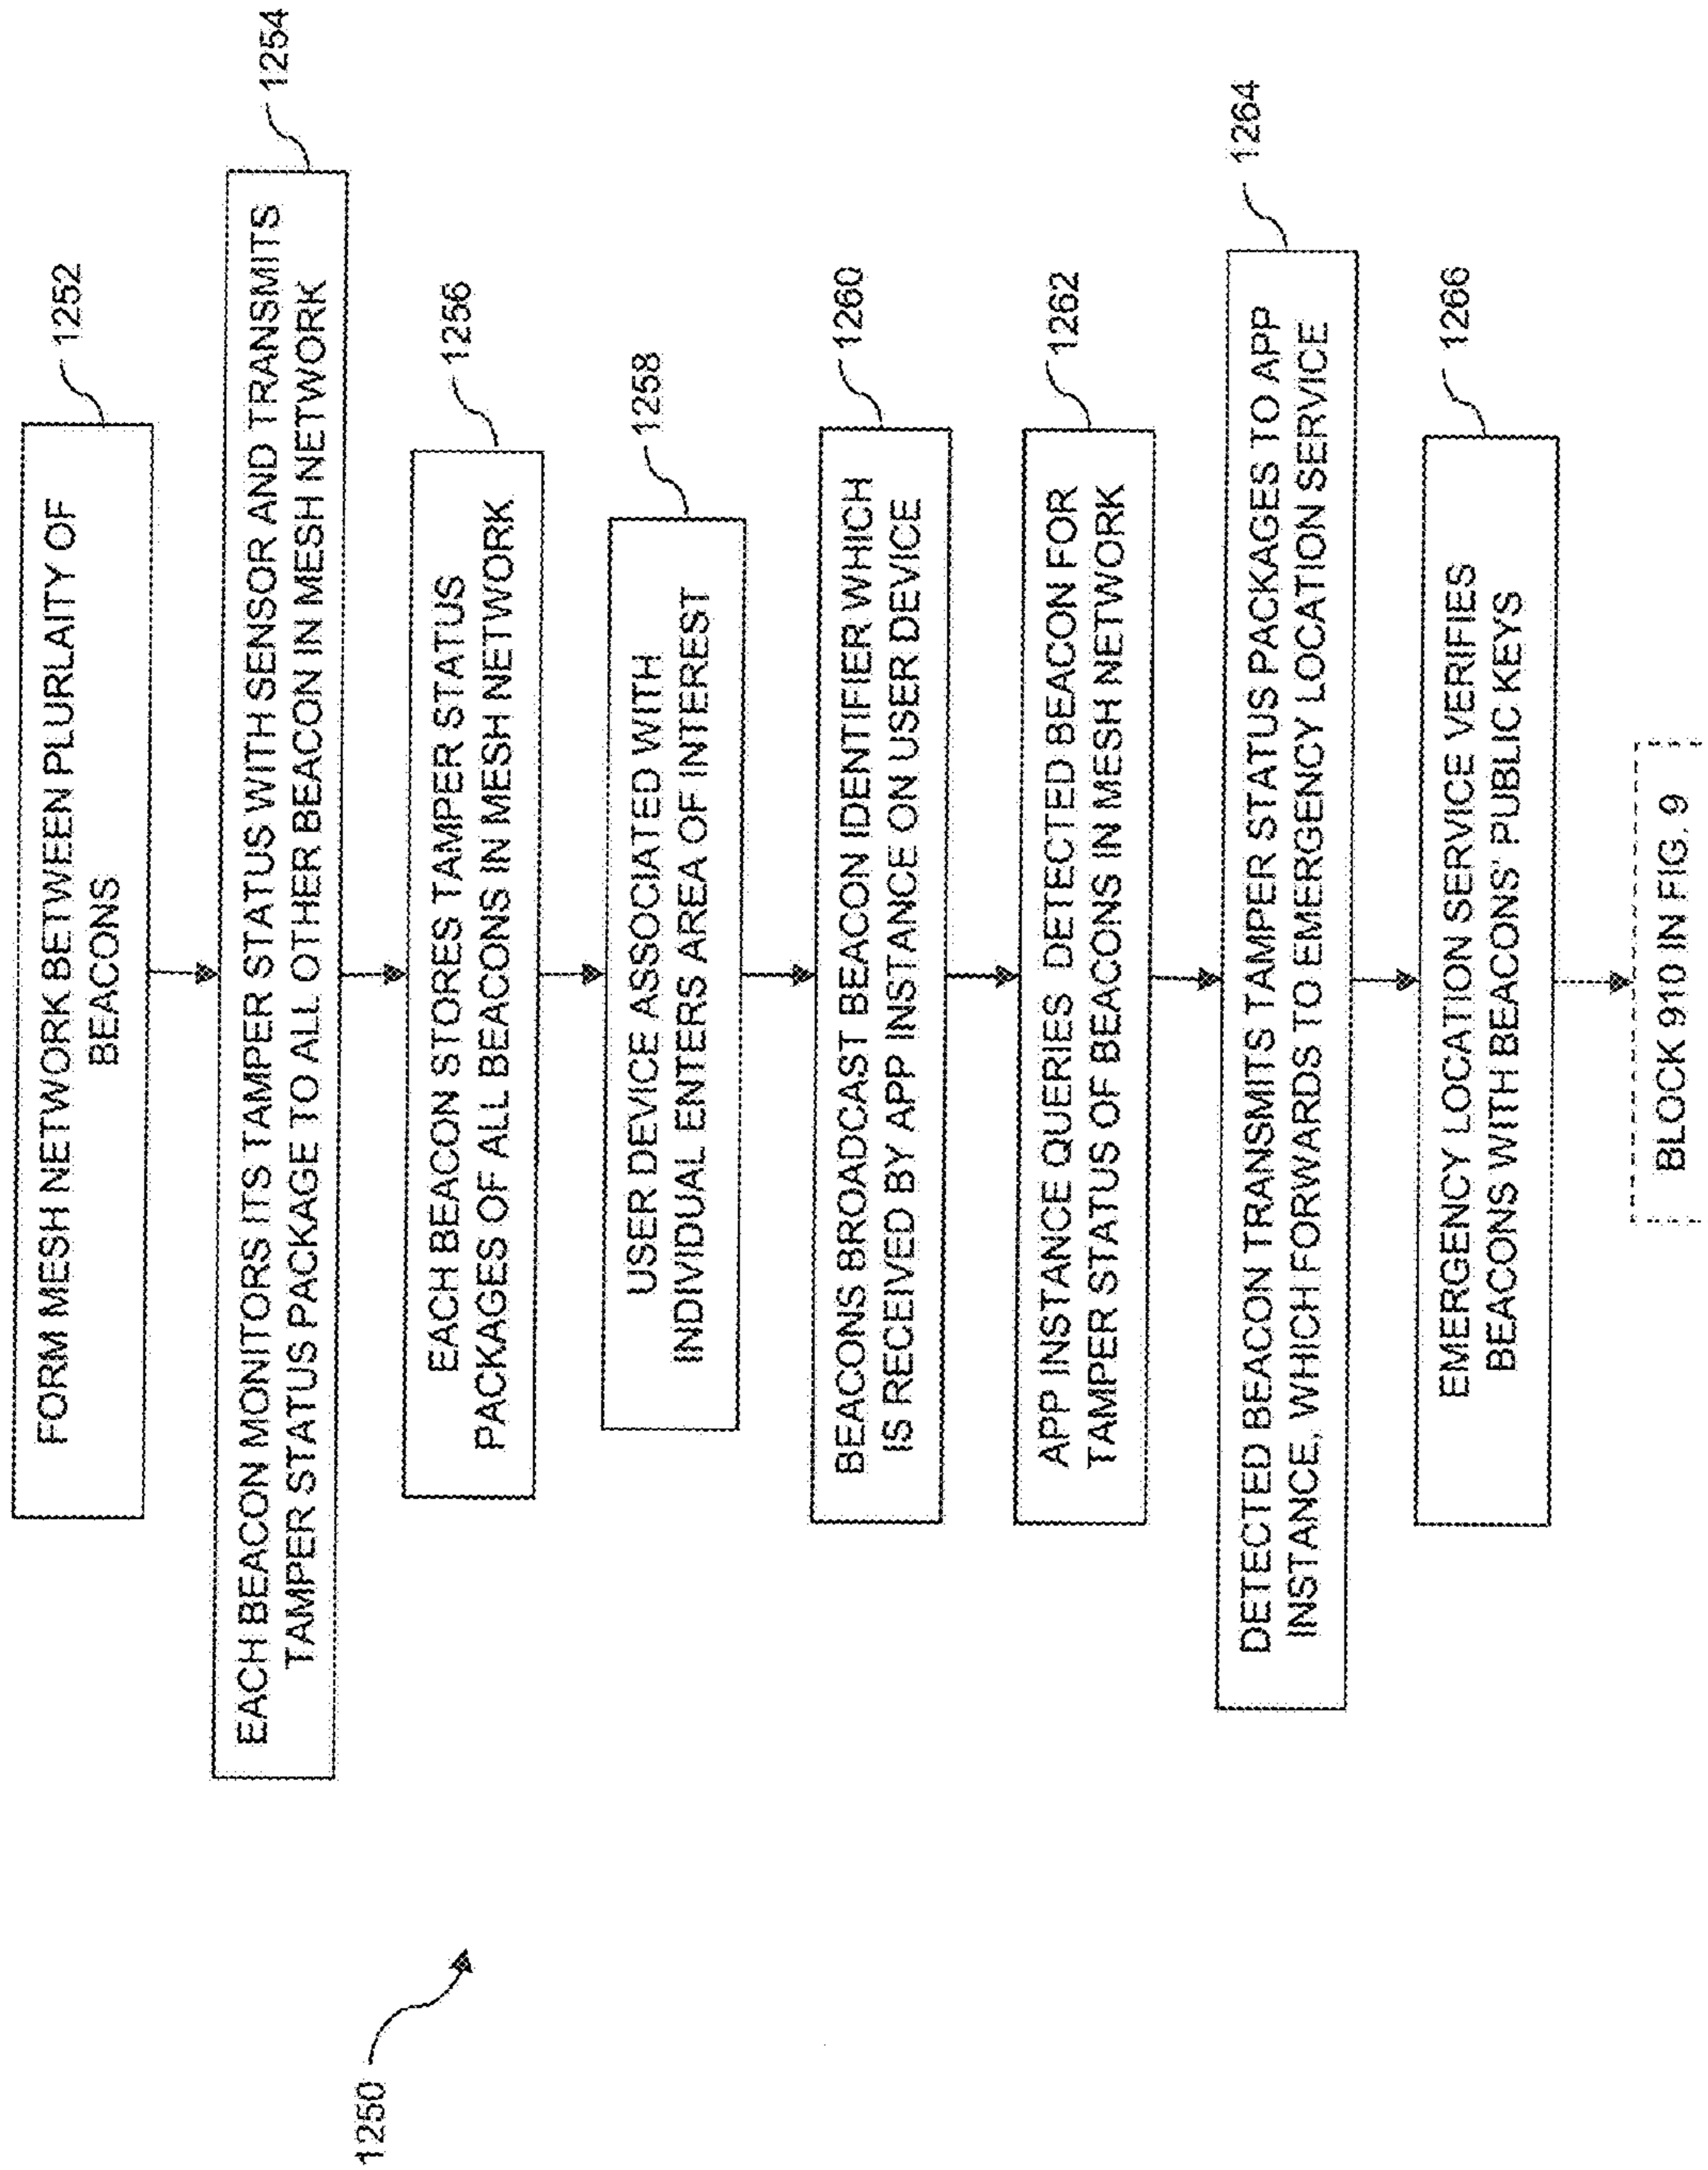 1250
FORM MESH NETWORK BETWEEN PLURLAITY OF
BEACONS
1252
EACH BEACON MONITORS ITS TAMPER STATUS WITH SENSOR AND TRANSMITS
TAMPER STATUS PACKAGE TO ALL OTHER BEACON IN MESH NETWORK
1254
EACH BEACON STORES TAMPER STATUS
PACKAGES OF ALL BEACONS IN MESH NETWORK
1256
USER DEVICE ASSOCIATED WITH
INDIVIDUAL ENTERS AREA OF INTEREST
1258
BEACONS BROADCAST BEACON IDENTIFIER WHICH
IS RECEIVED BY APP INSTANCE ON USER DEVICE
1260
APP INSTANCE QUERIES DETECTED BEACON FOR
TAMPER STATUS OF BEACONS IN MESH NETWORK
1262
DETECTED BEACON TRANSMITS TAMPER STATUS PACKAGES TO APP
INSTANCE, WHICH FORWARDS TO EMERGENCY LOCATION SERVICE
1264
EMERGENCY LOCATION SERVICE VERIFIES
BEACONS WITH BEACONS' PUBLIC KEYS
1266
BLOCK 910 IN FIG. 9